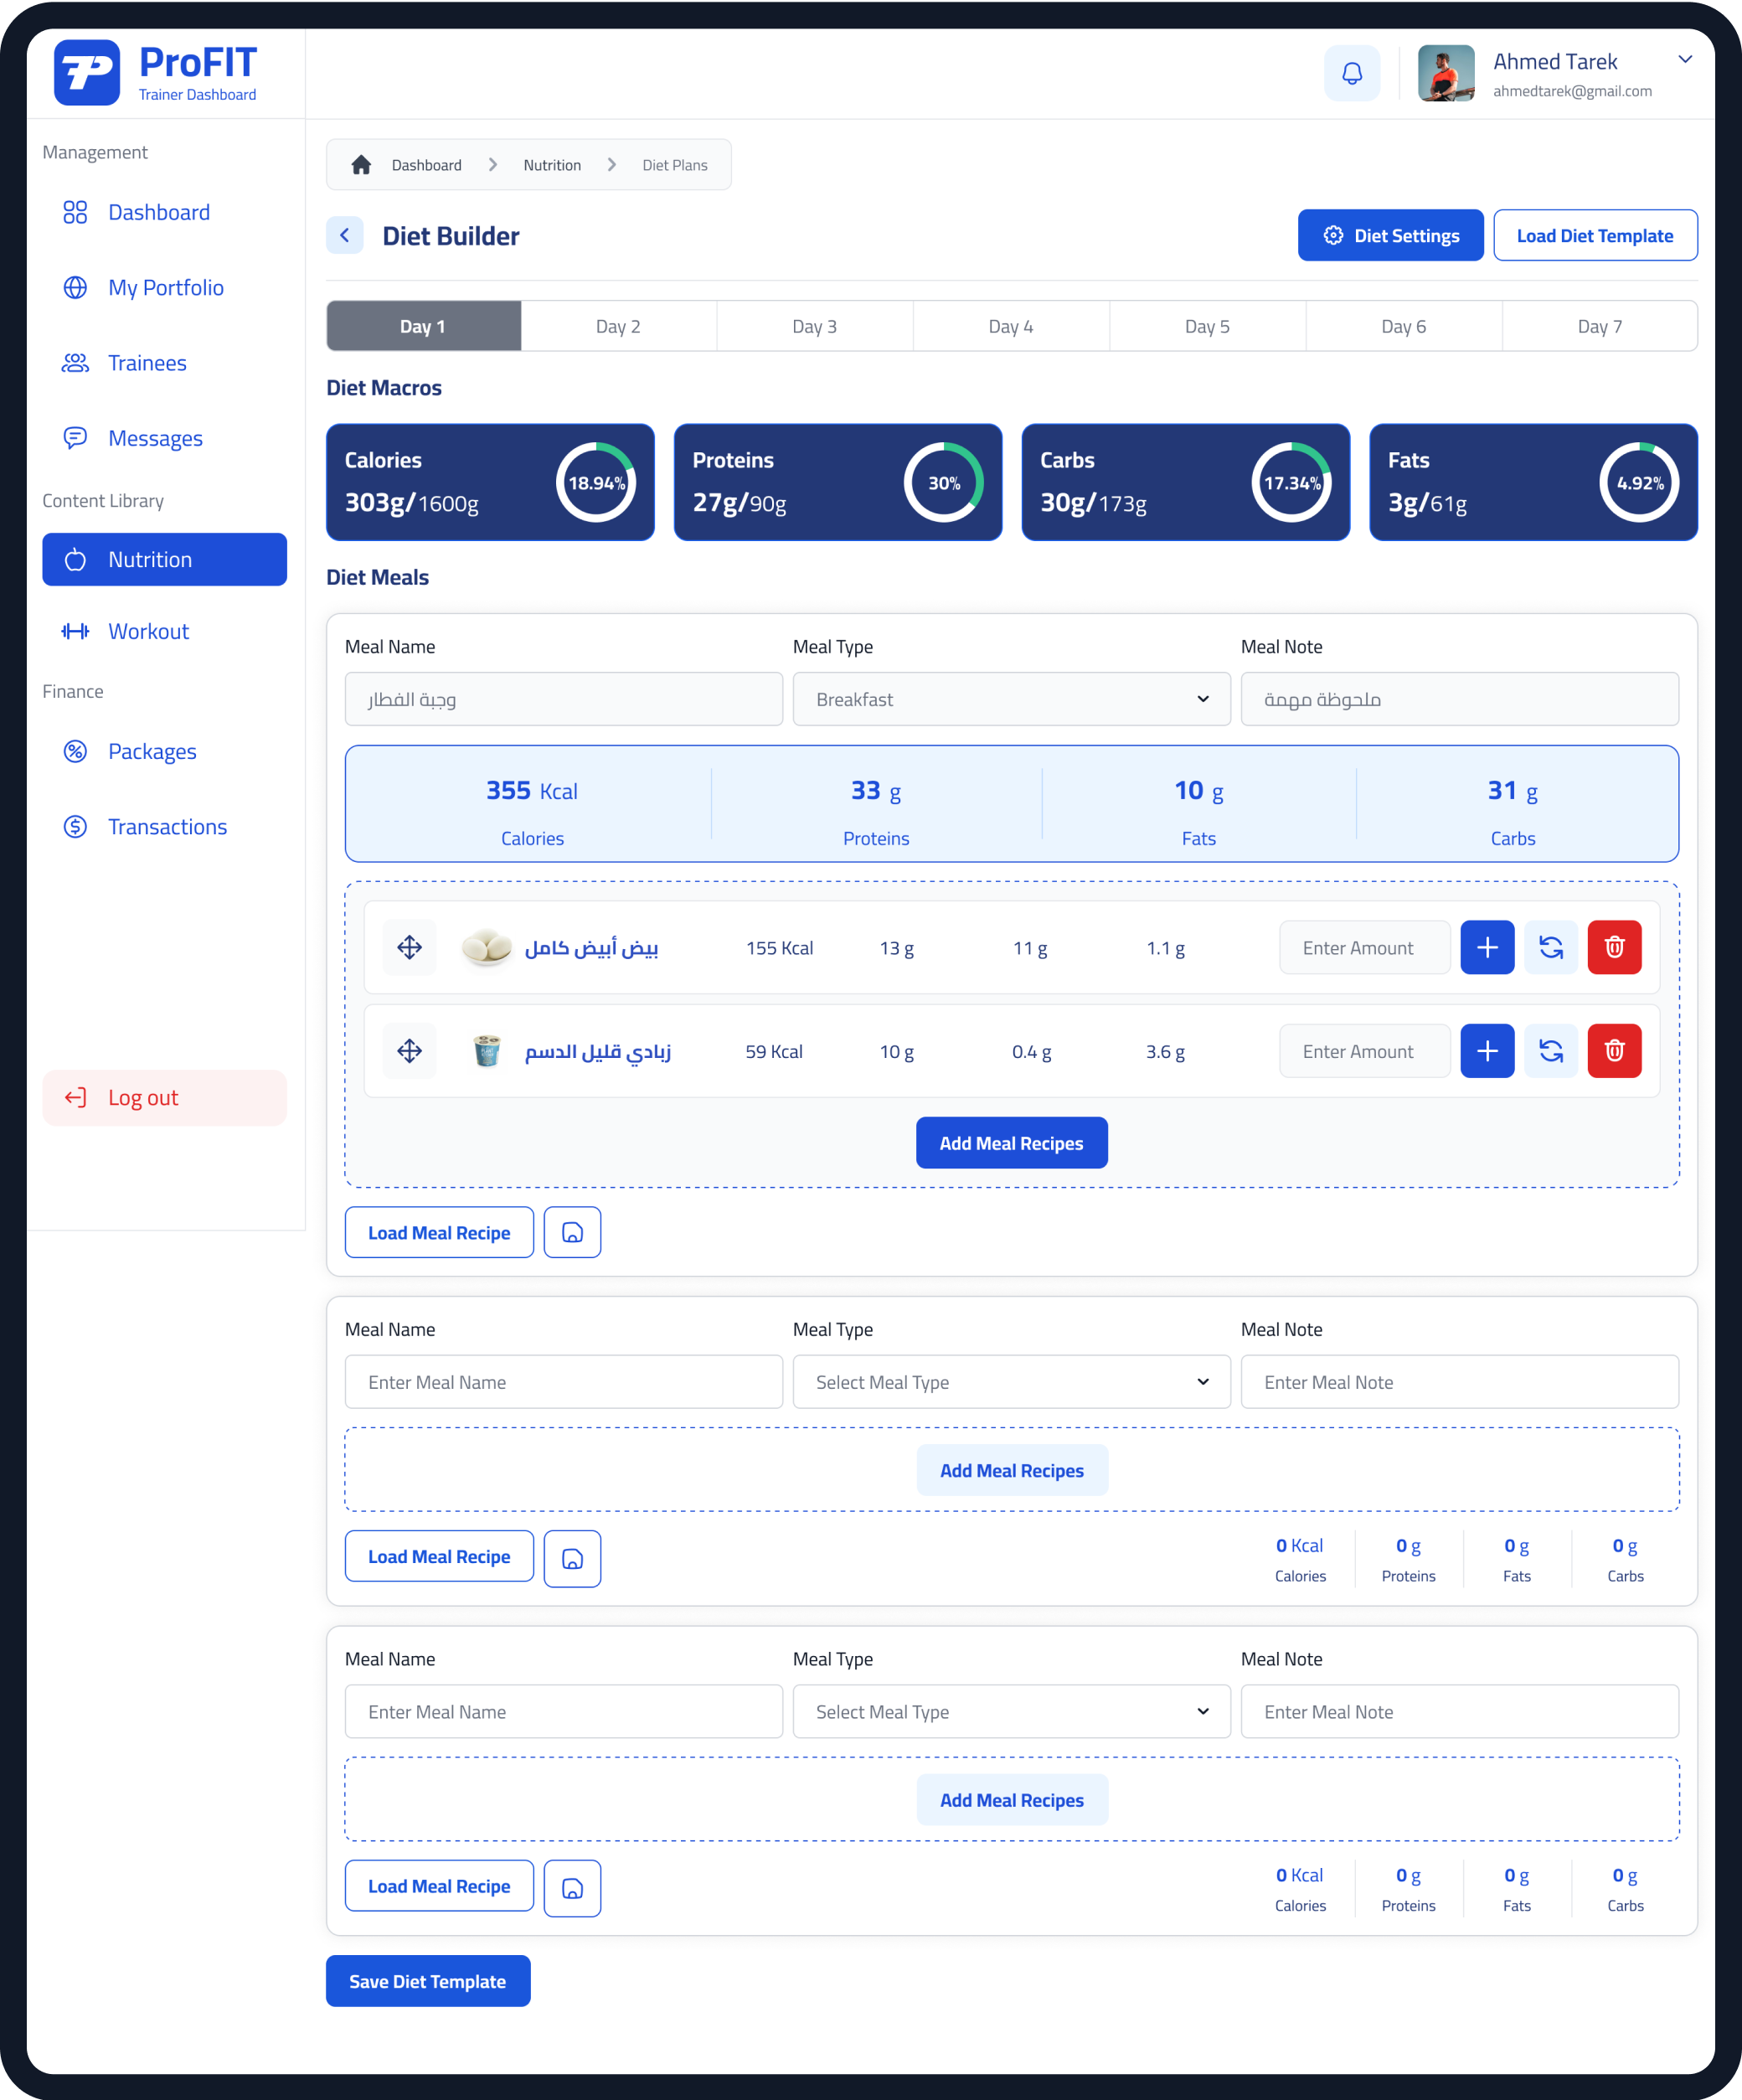 ProFIT
Trainer Dashboard
Ahmed Tarek
ahmedtarek@gmail.com
Management
Dashboard
My Portfolio
Trainees
Messages
Content Library
Nutrition
Workout
Finance
Packages
Transactions
Log out
Dashboard > Nutrition > Diet Plans
Diet Builder
Diet Settings
Load Diet Template
Day 1 Day 2 Day 3 Day 4 Day 5 Day 6 Day 7
Diet Macros
Calories
303g/1600g
18.94%
Proteins
27g/90g
30%
Carbs
30g/173g
17.34%
Fats
3g/61g
4.92%
Diet Meals
Meal Name Meal Type Meal Note
وجبة الفطار
Breakfast
ملحوظة مهمة
355 Kcal 33 g 10 g 31 g
Calories Proteins Fats Carbs
بيض أبيض كامل
155 Kcal 13 g 11 g 1.1 g Enter Amount
زبادي قليل الدسم
59 Kcal 10 g 0.4 g 3.6 g Enter Amount
Add Meal Recipes
Load Meal Recipe
Meal Name Meal Type Meal Note
Enter Meal Name Select Meal Type Enter Meal Note
Add Meal Recipes
Load Meal Recipe
0 Kcal 0 g 0 g 0 g
Calories Proteins Fats Carbs
Meal Name Meal Type Meal Note
Enter Meal Name Select Meal Type Enter Meal Note
Add Meal Recipes
Load Meal Recipe
0 Kcal 0 g 0 g 0 g
Calories Proteins Fats Carbs
Save Diet Template